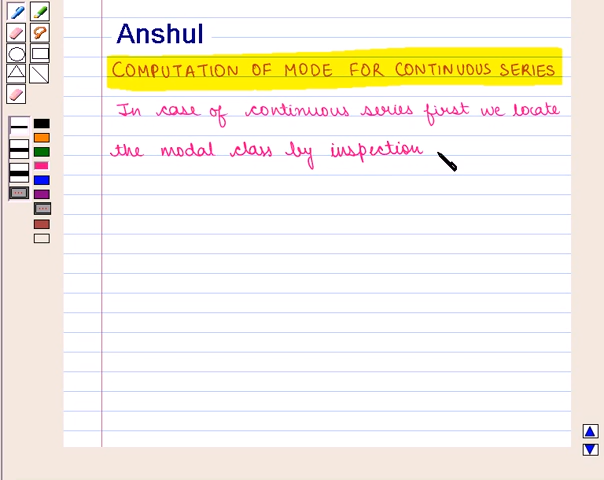 Anshul
COMPUTATION OF MODE FOR CONTINUOUS SERIES
In case of continuous series first we locate
the modal class by inspection